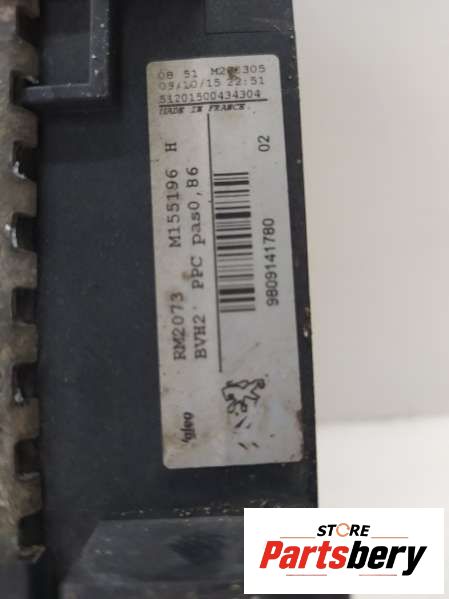 08 51
09/10/15 22:51
51201500434304
MADE IN FRANCE
RM2073 M155196 H
BVH2 PPC pas0,86
9809141780 02
Valeo
STORE
Partsbery